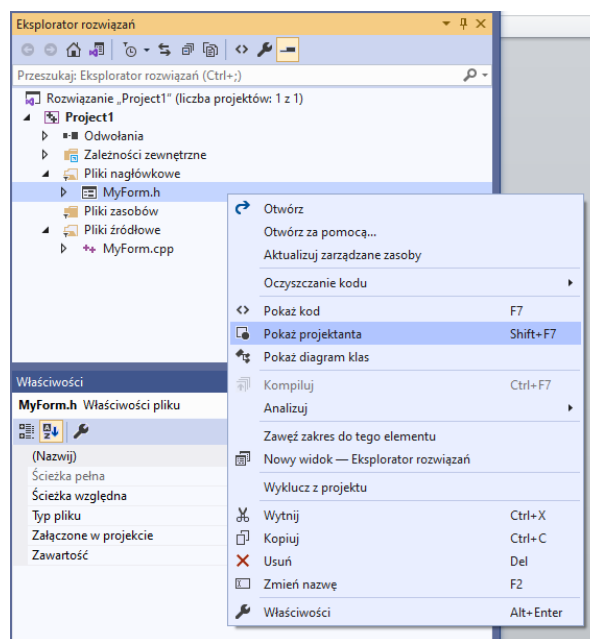 Eksplorator rozwiązań
Przeszukaj: Eksplorator rozwiązań (Ctrl+;)
Rozwiązanie „Project1” (liczba projektów: 1 z 1)
Project1
Odwołania
Zależności zewnętrzne
Pliki nagłówkowe
MyForm.h
Pliki zasobów
Pliki źródłowe
MyForm.cpp
Otwórz
Otwórz za pomocą...
Aktualizuj zarządzane zasoby
Oczyszczanie kodu
Pokaż kod F7
Pokaż projektanta Shift+F7
Pokaż diagram klas
Kompiluj Ctrl+F7
Analizuj
Zawęź zakres do tego elementu
Nowy widok — Eksplorator rozwiązań
Wyklucz z projektu
Wytnij Ctrl+X
Kopiuj Ctrl+C
Usuń Del
Zmień nazwę F2
Właściwości Alt+Enter
Właściwości
MyForm.h Właściwości pliku
(Nazwij)
Ścieżka pełna
Ścieżka względna
Typ pliku
Załączone w projekcie
Zawartość